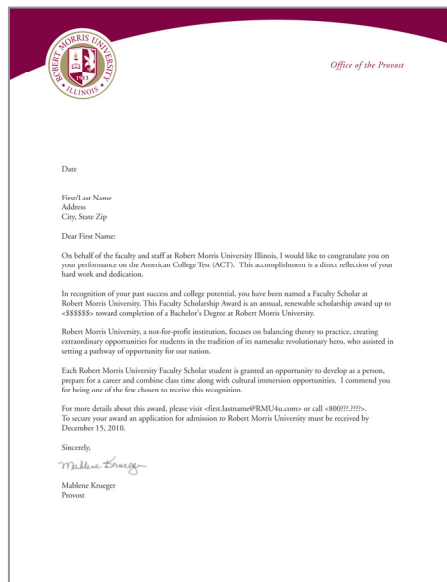 ROBERT MORRIS UNIVERSITY
1913
• ILLINOIS •
Office of the Provost
Date
First/Last Name
Address
City, State Zip
Dear First Name:
On behalf of the faculty and staff at Robert Morris University Illinois, I would like to congratulate you on
your performance on the American College Test (ACT).  This accomplishment is a direct reflection of your
hard work and dedication.
In recognition of your past success and college potential, you have been named a Faculty Scholar at
Robert Morris University. This Faculty Scholarship Award is an annual, renewable scholarship award up to
<$$$$$$> toward completion of a Bachelor's Degree at Robert Morris University.
Robert Morris University, a not-for-profit institution, focuses on balancing theory to practice, creating
extraordinary opportunities for students in the tradition of its namesake revolutionary hero, who assisted in
setting a pathway of opportunity for our nation.
Each Robert Morris University Faculty Scholar student is granted an opportunity to develop as a person,
prepare for a career and combine class time along with cultural immersion opportunities.  I commend you
for being one of the few chosen to receive this recognition.
For more details about this award, please visit <first.lastname@RMU4u.com> or call <800???.????>.
To secure your award an application for admission to Robert Morris University must be received by
December 15, 2010.
Sincerely,
Mablene Krueger
Mablene Krueger
Provost